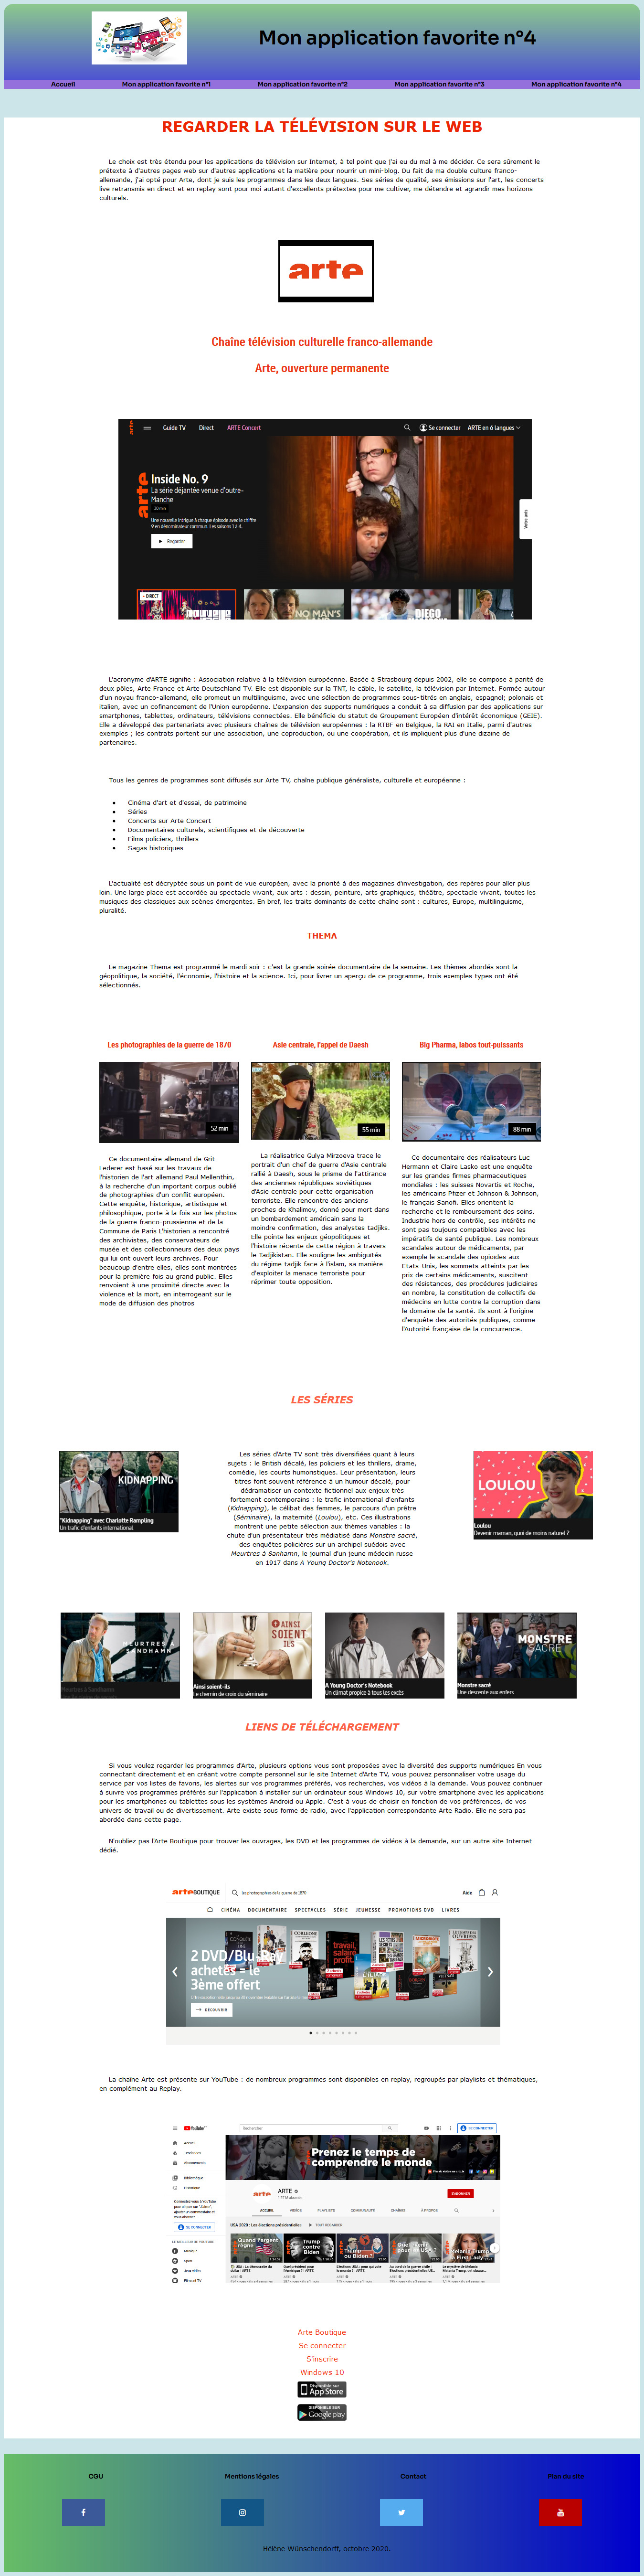 Mon application favorite n°4
Accueil
Mon application favorite n°1
Mon application favorite n°2
Mon application favorite n°3
Mon application favorite n°4
REGARDER LA TÉLÉVISION SUR LE WEB
Le choix est très étendu pour les applications de télévision sur Internet, à tel point que j'ai eu du mal à me décider. Ce sera sûrement le
prétexte à d'autres pages web sur d'autres applications et la matière pour nourrir un mini-blog. Du fait de ma double culture franco-
allemande, j'ai opté pour Arte, dont je suis les programmes dans les deux langues. Ses séries de qualité, ses émissions sur l'art, les concerts
live retransmis en direct et en replay sont pour moi autant d'excellents prétextes pour me cultiver, me détendre et agrandir mes horizons
culturels.
arte
Chaîne télévision culturelle franco-allemande
Arte, ouverture permanente
arte
Guide TV
Direct
ARTE Concert
Se connecter
ARTE en 6 langues
arte
Inside No. 9
La série déjantée venue d'outre-
Manche
30 min
Une nouvelle intrigue à chaque épisode avec le chiffre
9 en dénominateur commun. Les saisons 1 à 4.
Regarder
Votre avis
DIRECT
NO MAN'S
DIEGO
L'acronyme d'ARTE signifie : Association relative à la télévision européenne. Basée à Strasbourg depuis 2002, elle se compose à parité de
deux pôles, Arte France et Arte Deutschland TV. Elle est disponible sur la TNT, le câble, le satellite, la télévision par Internet. Formée autour
d'un noyau franco-allemand, elle promeut un multilinguisme, avec une sélection de programmes sous-titrés en anglais, espagnol; polonais et
italien, avec un cofinancement de l'Union européenne. L'expansion des supports numériques a conduit à sa diffusion par des applications sur
smartphones, tablettes, ordinateurs, télévisions connectées. Elle bénéficie du statut de Groupement Européen d'intérêt économique (GEIE).
Elle a développé des partenariats avec plusieurs chaînes de télévision européennes : la RTBF en Belgique, la RAI en Italie, parmi d'autres
exemples ; les contrats portent sur une association, une coproduction, ou une coopération, et ils impliquent plus d'une dizaine de
partenaires.
Tous les genres de programmes sont diffusés sur Arte TV, chaîne publique généraliste, culturelle et européenne :
• Cinéma d'art et d'essai, de patrimoine
• Séries
• Concerts sur Arte Concert
• Documentaires culturels, scientifiques et de découverte
• Films policiers, thrillers
• Sagas historiques
L'actualité est décryptée sous un point de vue européen, avec la priorité à des magazines d'investigation, des repères pour aller plus
loin. Une large place est accordée au spectacle vivant, aux arts : dessin, peinture, arts graphiques, théâtre, spectacle vivant, toutes les
musiques des classiques aux scènes émergentes. En bref, les traits dominants de cette chaîne sont : cultures, Europe, multilinguisme,
pluralité.
THEMA
Le magazine Thema est programmé le mardi soir : c'est la grande soirée documentaire de la semaine. Les thèmes abordés sont la
géopolitique, la société, l'économie, l'histoire et la science. Ici, pour livrer un aperçu de ce programme, trois exemples types ont été
sélectionnés.
Les photographies de la guerre de 1870
52 min
Ce documentaire allemand de Grit
Lederer est basé sur les travaux de
l'historien de l'art allemand Paul Mellenthin,
à la recherche d'un important corpus oublié
de photographies d'un conflit européen.
Cette enquête, historique, artistisique et
philosophique, porte à la fois sur les photos
de la guerre franco-prussienne et de la
Commune de Paris L'historien a rencontré
des archivistes, des conservateurs de
musée et des collectionneurs des deux pays
qui lui ont ouvert leurs archives. Pour
beaucoup d'entre elles, elles sont montrées
pour la première fois au grand public. Elles
renvoient à une proximité directe avec la
violence et la mort, en interrogeant sur le
mode de diffusion des photros
Asie centrale, l'appel de Daesh
55 min
La réalisatrice Gulya Mirzoeva trace le
portrait d'un chef de guerre d'Asie centrale
rallié à Daesh, sous le prisme de l'attirance
des anciennes républiques soviétiques
d'Asie centrale pour cette organisation
terroriste. Elle rencontre des anciens
proches de Khalimov, donné pour mort dans
un bombardement américain sans la
moindre confirmation, des analystes tadjiks.
Elle pointe les enjeux géopolitiques et
l'histoire récente de cette région à travers
le Tadjikistan. Elle souligne les ambiguïtés
du régime tadjik face à l'islam, sa manière
d'exploiter la menace terroriste pour
réprimer toute opposition.
Big Pharma, labos tout-puissants
88 min
Ce documentaire des réalisateurs Luc
Hermann et Claire Lasko est une enquête
sur les grandes firmes pharmaceutiques
mondiales : les suisses Novartis et Roche,
les américains Pfizer et Johnson & Johnson,
le français Sanofi. Elles orientent la
recherche et le remboursement des soins.
Industrie hors de contrôle, ses intérêts ne
sont pas toujours compatibles avec les
impératifs de santé publique. Les nombreux
scandales autour de médicaments, par
exemple le scandale des opioïdes aux
Etats-Unis, les sommets atteints par les
prix de certains médicaments, suscitent
des résistances, des procédures judiciaires
en nombre, la constitution de collectifs de
médecins en lutte contre la corruption dans
le domaine de la santé. Ils sont à l'origine
d'enquête des autorités publiques, comme
l'Autorité française de la concurrence.
LES SÉRIES
KIDNAPPING
"Kidnapping" avec Charlotte Rampling
Un trafic d'enfants international
Les séries d'Arte TV sont très diversifiées quant à leurs
sujets : le British décalé, les policiers et les thrillers, drame,
comédie, les courts humoristiques. Leur présentation, leurs
titres font souvent référence à un humour décalé, pour
dédramatiser un contexte fictionnel aux enjeux très
fortement contemporains : le trafic international d'enfants
(Kidnapping), le célibat des femmes, le parcours d'un prêtre
(Séminaire), la maternité (Loulou), etc. Ces illustrations
montrent une petite sélection aux thèmes variables : la
chute d'un présentateur très médiatisé dans Monstre sacré,
des enquêtes policières sur un archipel suédois avec
Meurtres à Sanhamn, le journal d'un jeune médecin russe
en 1917 dans A Young Doctor's Notenook.
LOULOU
Loulou
Devenir maman, quoi de moins naturel ?
MEURTRES À
SANDHAMN
Meurtres à Sandhamn
AINSI
SOIENT
ILS
Ainsi soient-ils
Le chemin de croix du séminaire
A Young Doctor's Notebook
Un climat propice à tous les excès
MONSTRE
SACRÉ
Monstre sacré
Une descente aux enfers
LIENS DE TÉLÉCHARGEMENT
Si vous voulez regarder les programmes d'Arte, plusieurs options vous sont proposées avec la diversité des supports numériques En vous
connectant directement et en créant votre compte personnel sur le site Internet d'Arte TV, vous pouvez personnaliser votre usage du
service par vos listes de favoris, les alertes sur vos programmes préférés, vos recherches, vos vidéos à la demande. Vous pouvez continuer
à suivre vos programmes préférés sur l'application à installer sur un ordinateur sous Windows 10, sur votre smartphone avec les applications
pour les smartphones ou tablettes sous les systèmes Android ou Apple. C'est à vous de choisir en fonction de vos préférences, de vos
univers de travail ou de divertissement. Arte existe sous forme de radio, avec l'application correspondante Arte Radio. Elle ne sera pas
abordée dans cette page.
N'oubliez pas l'Arte Boutique pour trouver les ouvrages, les DVD et les programmes de vidéos à la demande, sur un autre site Internet
dédié.
arte BOUTIQUE
les photographies de la guerre de 1870
Aide
CINÉMA DOCUMENTAIRE SPECTACLES SÉRIE JEUNESSE PROMOTIONS DVD LIVRES
2 DVD/Blu-Ray
achetés = le
3ème offert
DÉCOUVRIR
travail,
salaire
profit
La chaîne Arte est présente sur YouTube : de nombreux programmes sont disponibles en replay, regroupés par playlists et thématiques,
en complément au Replay.
YouTube
Rechercher
SE CONNECTER
Accueil
Tendances
Abonnements
Bibliothèque
Historique
SE CONNECTER
Musique
Sport
Jeux vidéo
Films et TV
Prenez le temps de
comprendre le monde
arte
ARTE
S'ABONNER
ACCUEIL VIDÉOS PLAYLISTS COMMUNAUTÉ CHAÎNES À PROPOS
USA 2020 : Les élections présidentielles
TOUT REGARDER
Quand l'argent
règne
Trump
contre
Biden
Trump
ou Biden ?
Arte Boutique
Se connecter
S'inscrire
Windows 10
Disponible sur
App Store
DISPONIBLE SUR
Google play
CGU
Mentions légales
Contact
Plan du site
Hélène Wünschendorff, octobre 2020.